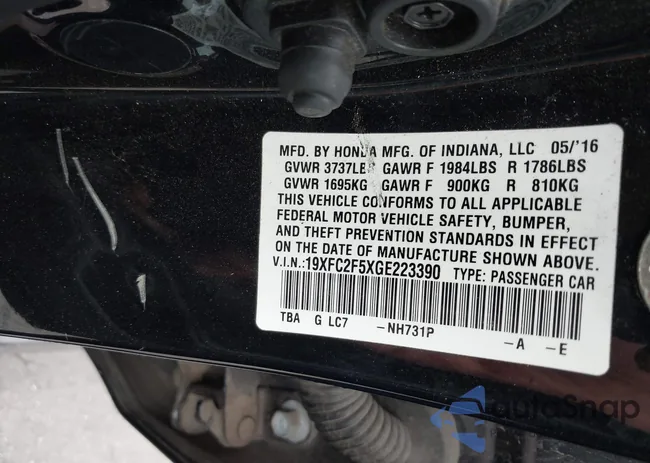 MFD. BY HONDA MFG. OF INDIANA, LLC 05/'16
GVWR 3737LB GAWR F 1984LBS R 1786LBS
GVWR 1695KG GAWR F 900KG R 810KG
THIS VEHICLE CONFORMS TO ALL APPLICABLE
FEDERAL MOTOR VEHICLE SAFETY, BUMPER,
AND THEFT PREVENTION STANDARDS IN EFFECT
ON THE DATE OF MANUFACTURE SHOWN ABOVE.
V.I.N.:19XFC2F5XGE223390 TYPE: PASSENGER CAR
TBA G LC7 -NH731P -A -E
autoSnap